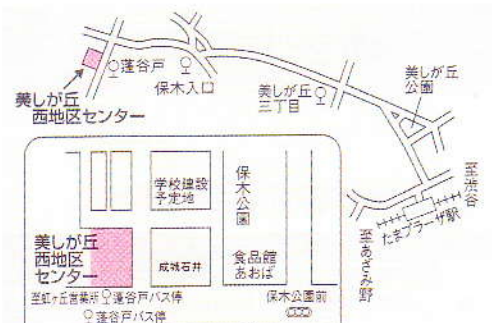 蓬谷戸
保木入口
美しが丘
西地区センター
美しが丘
三丁目
美しが丘
公園
至渋谷
たまプラーザ駅
至あざみ野
学校建設
予定地
保木公園
美しが丘
西地区
センター
成城石井
食品館
あおば
至虹ヶ丘営業所
蓬谷戸バス停
蓬谷戸バス停
保木公園前